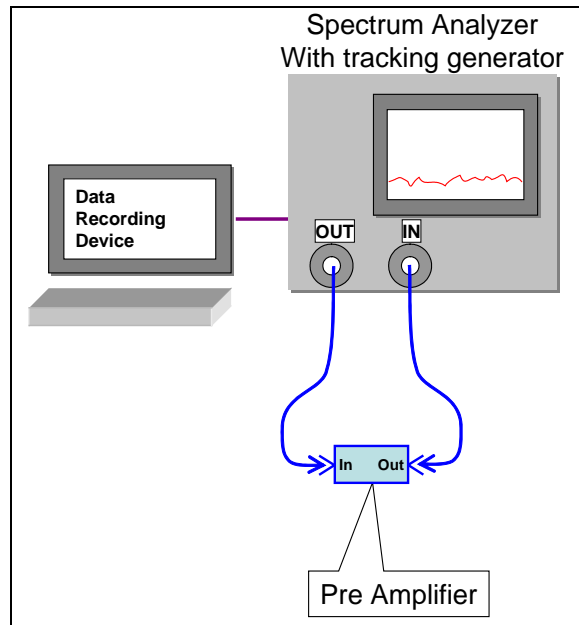 Spectrum Analyzer
With tracking generator
Data
Recording
Device
OUT
IN
In
Out
Pre Amplifier